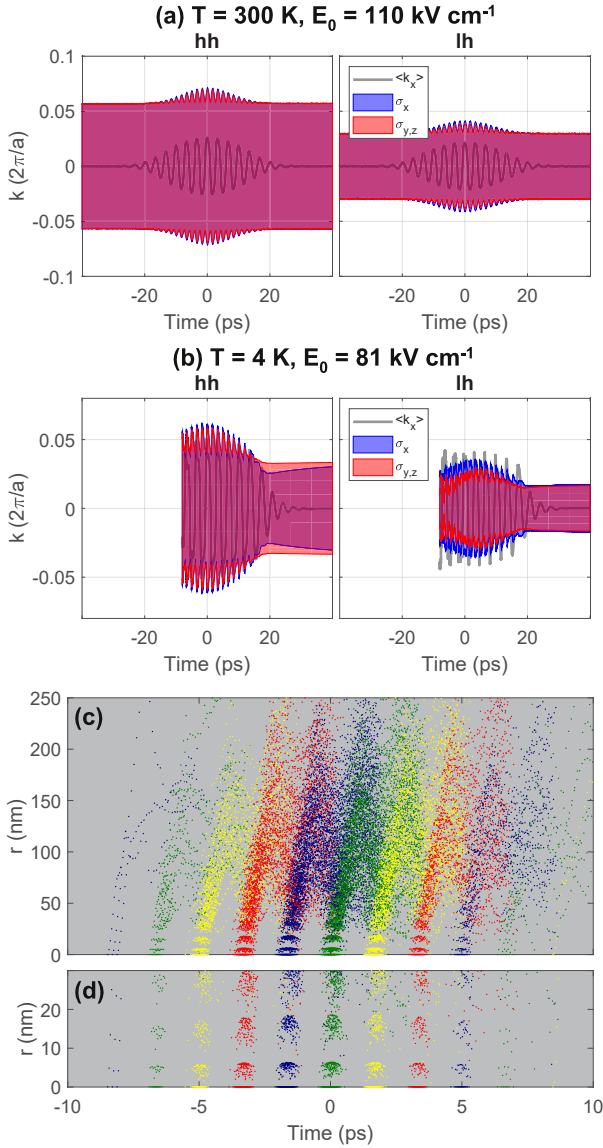 (a) T = 300 K, E₀ = 110 kV cm⁻¹
hh
lh
0.1
0.05
0
-0.05
-0.1
k (2π/a)
<kₓ>
σₓ
σ_y,z
-20
0
20
-20
0
20
Time (ps)
Time (ps)
(b) T = 4 K, E₀ = 81 kV cm⁻¹
hh
lh
0.05
0
-0.05
k (2π/a)
<kₓ>
σₓ
σ_y,z
-20
0
20
-20
0
20
Time (ps)
Time (ps)
(c)
250
200
150
100
50
0
r (nm)
(d)
20
10
0
r (nm)
-10
-5
0
5
10
Time (ps)